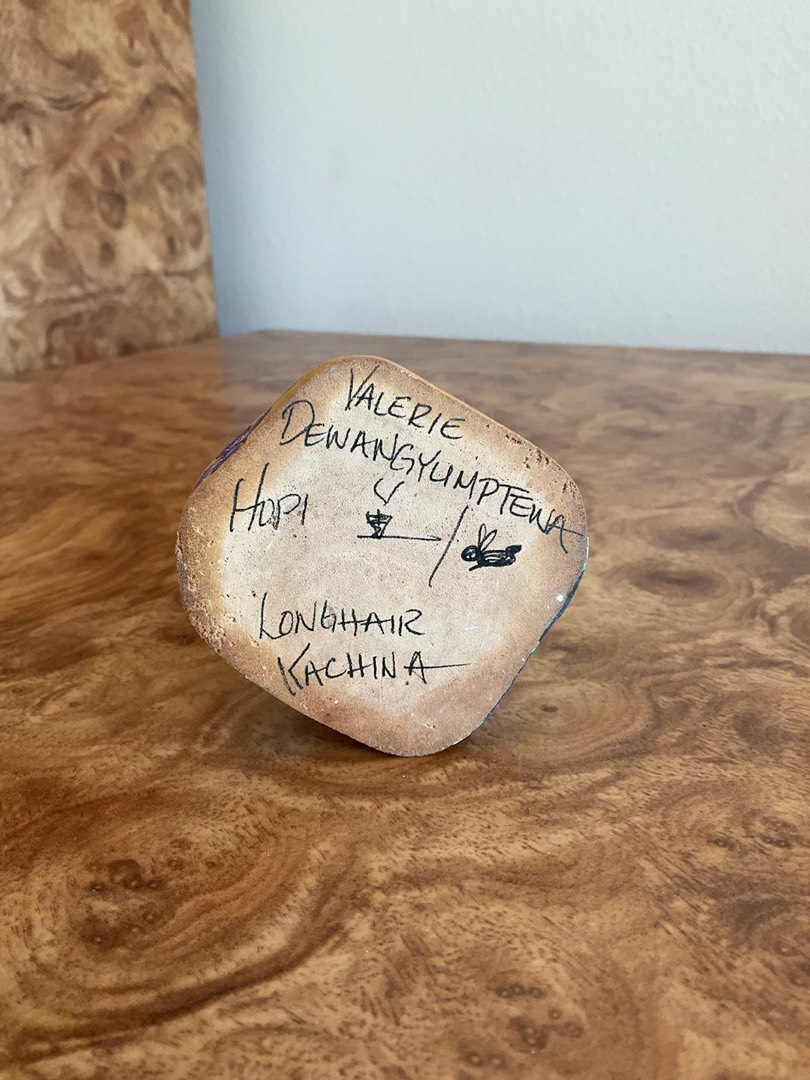 VALERIE
DEWANGYUMPTEWA
HOPI
LONGHAIR
KACHINA